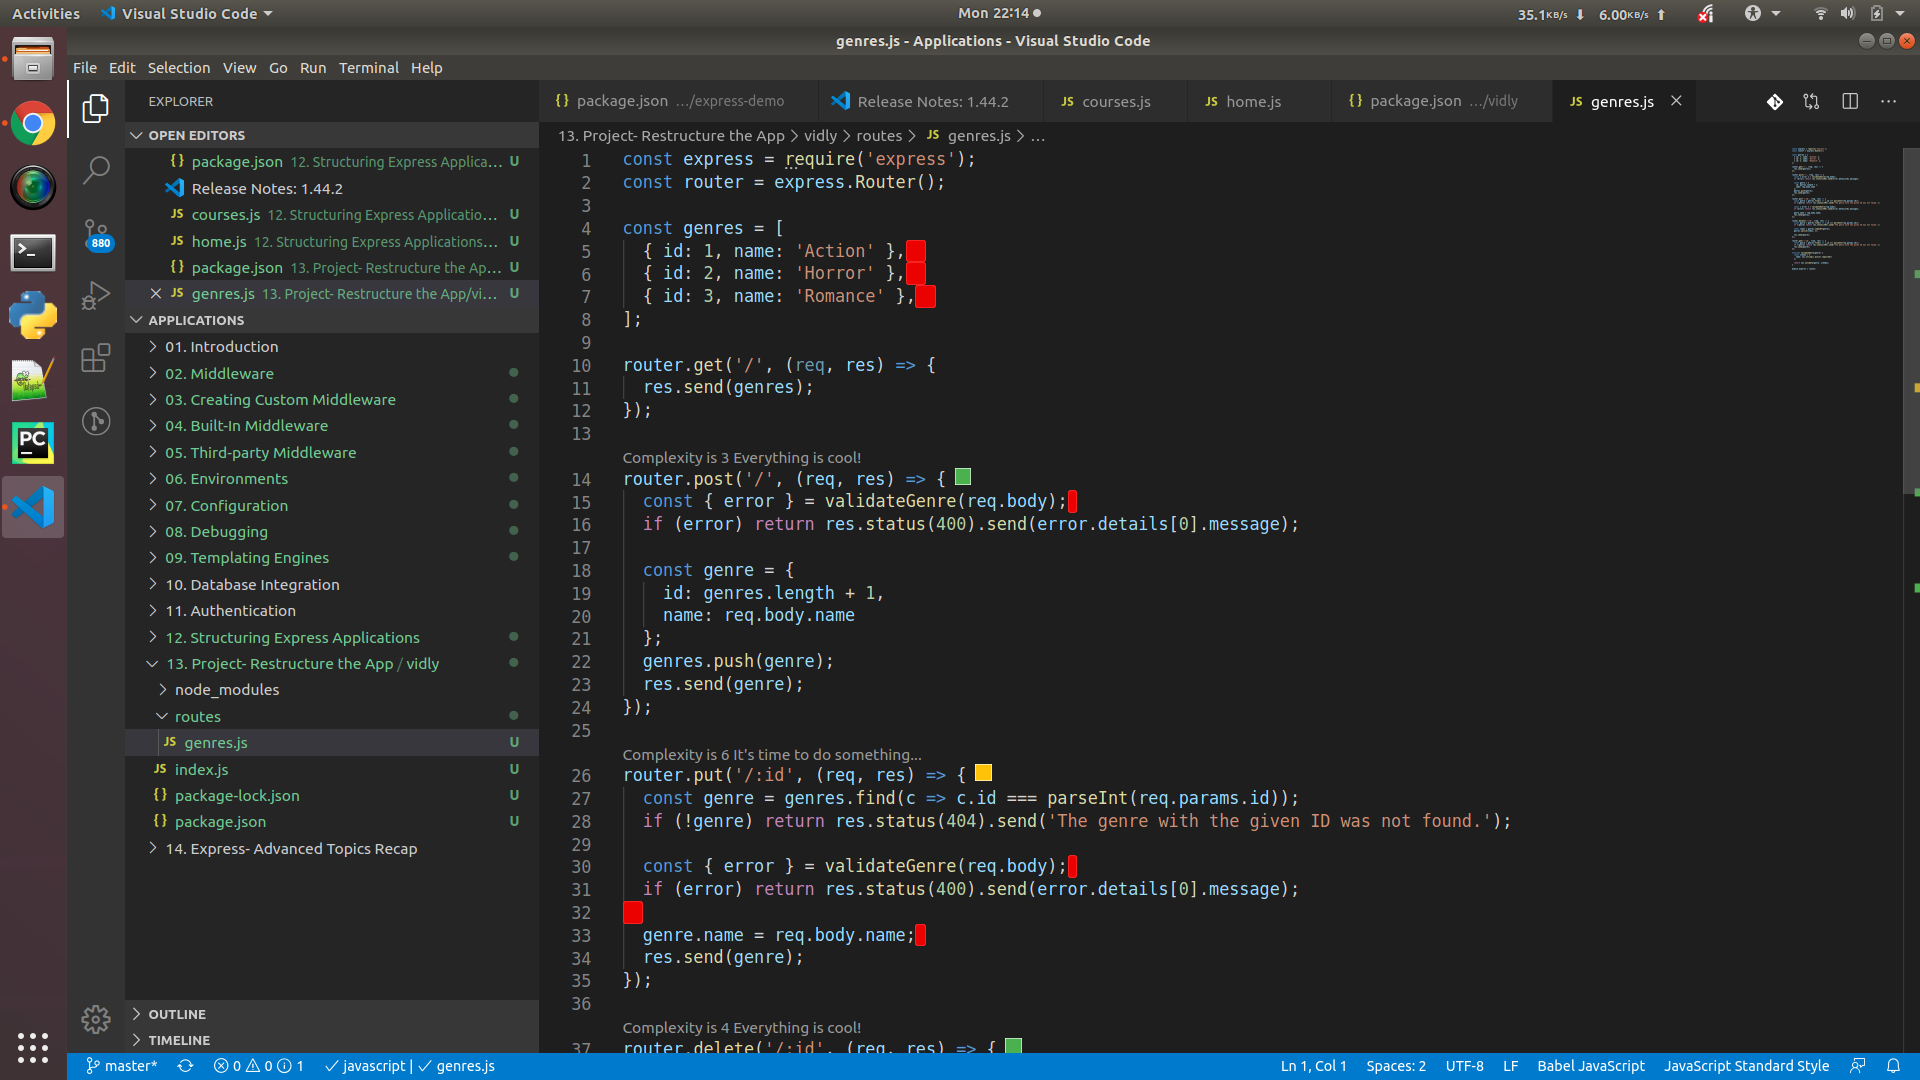 Activities Visual Studio Code Mon 22:14 35.1KB/s 6.00KB/s
genres.js - Applications - Visual Studio Code
File Edit Selection View Go Run Terminal Help
EXPLORER
OPEN EDITORS
{} package.json 12. Structuring Express Applica... U
Release Notes: 1.44.2
JS courses.js 12. Structuring Express Applicatio... U
JS home.js 12. Structuring Express Applications... U
{} package.json 13. Project- Restructure the Ap... U
JS genres.js 13. Project- Restructure the App/vi... U
APPLICATIONS
01. Introduction
02. Middleware
03. Creating Custom Middleware
04. Built-In Middleware
05. Third-party Middleware
06. Environments
07. Configuration
08. Debugging
09. Templating Engines
10. Database Integration
11. Authentication
12. Structuring Express Applications
13. Project- Restructure the App / vidly
node_modules
routes
JS genres.js U
JS index.js U
{} package-lock.json U
{} package.json U
14. Express- Advanced Topics Recap
OUTLINE
TIMELINE
880
PC
{} package.json .../express-demo Release Notes: 1.44.2 JS courses.js JS home.js {} package.json .../vidly JS genres.js
13. Project- Restructure the App > vidly > routes > JS genres.js > ...
1 const express = require('express');
2 const router = express.Router();
3
4 const genres = [
5 { id: 1, name: 'Action' },
6 { id: 2, name: 'Horror' },
7 { id: 3, name: 'Romance' },
8 ];
9
10 router.get('/', (req, res) => {
11 res.send(genres);
12 });
13
Complexity is 3 Everything is cool!
14 router.post('/', (req, res) => {
15 const { error } = validateGenre(req.body);
16 if (error) return res.status(400).send(error.details[0].message);
17
18 const genre = {
19 id: genres.length + 1,
20 name: req.body.name
21 };
22 genres.push(genre);
23 res.send(genre);
24 });
25
Complexity is 6 It's time to do something...
26 router.put('/:id', (req, res) => {
27 const genre = genres.find(c => c.id === parseInt(req.params.id));
28 if (!genre) return res.status(404).send('The genre with the given ID was not found.');
29
30 const { error } = validateGenre(req.body);
31 if (error) return res.status(400).send(error.details[0].message);
32
33 genre.name = req.body.name;
34 res.send(genre);
35 });
36
Complexity is 4 Everything is cool!
37 router.delete('/:id', (req, res) => {
master* 0 0 1 javascript | genres.js Ln 1, Col 1 Spaces: 2 UTF-8 LF Babel JavaScript JavaScript Standard Style